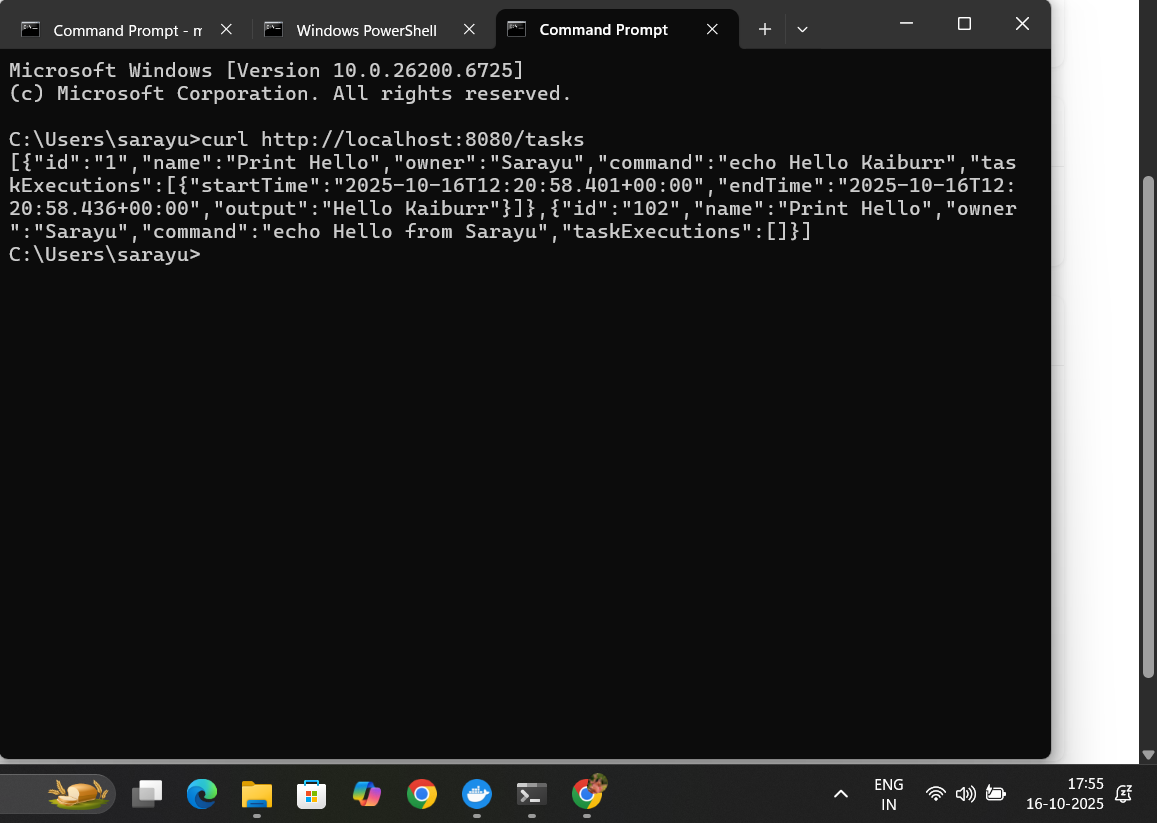 Command Prompt - m
Windows PowerShell
Command Prompt
Microsoft Windows [Version 10.0.26200.6725]
(c) Microsoft Corporation. All rights reserved.
C:\Users\sarayu>curl http://localhost:8080/tasks
[{"id":"1","name":"Print Hello","owner":"Sarayu","command":"echo Hello Kaiburr","tas
kExecutions":[{"startTime":"2025-10-16T12:20:58.401+00:00","endTime":"2025-10-16T12:
20:58.436+00:00","output":"Hello Kaiburr"}]},{"id":"102","name":"Print Hello","owner
":"Sarayu","command":"echo Hello from Sarayu","taskExecutions":[]}]
C:\Users\sarayu>
ENG
IN
17:55
16-10-2025